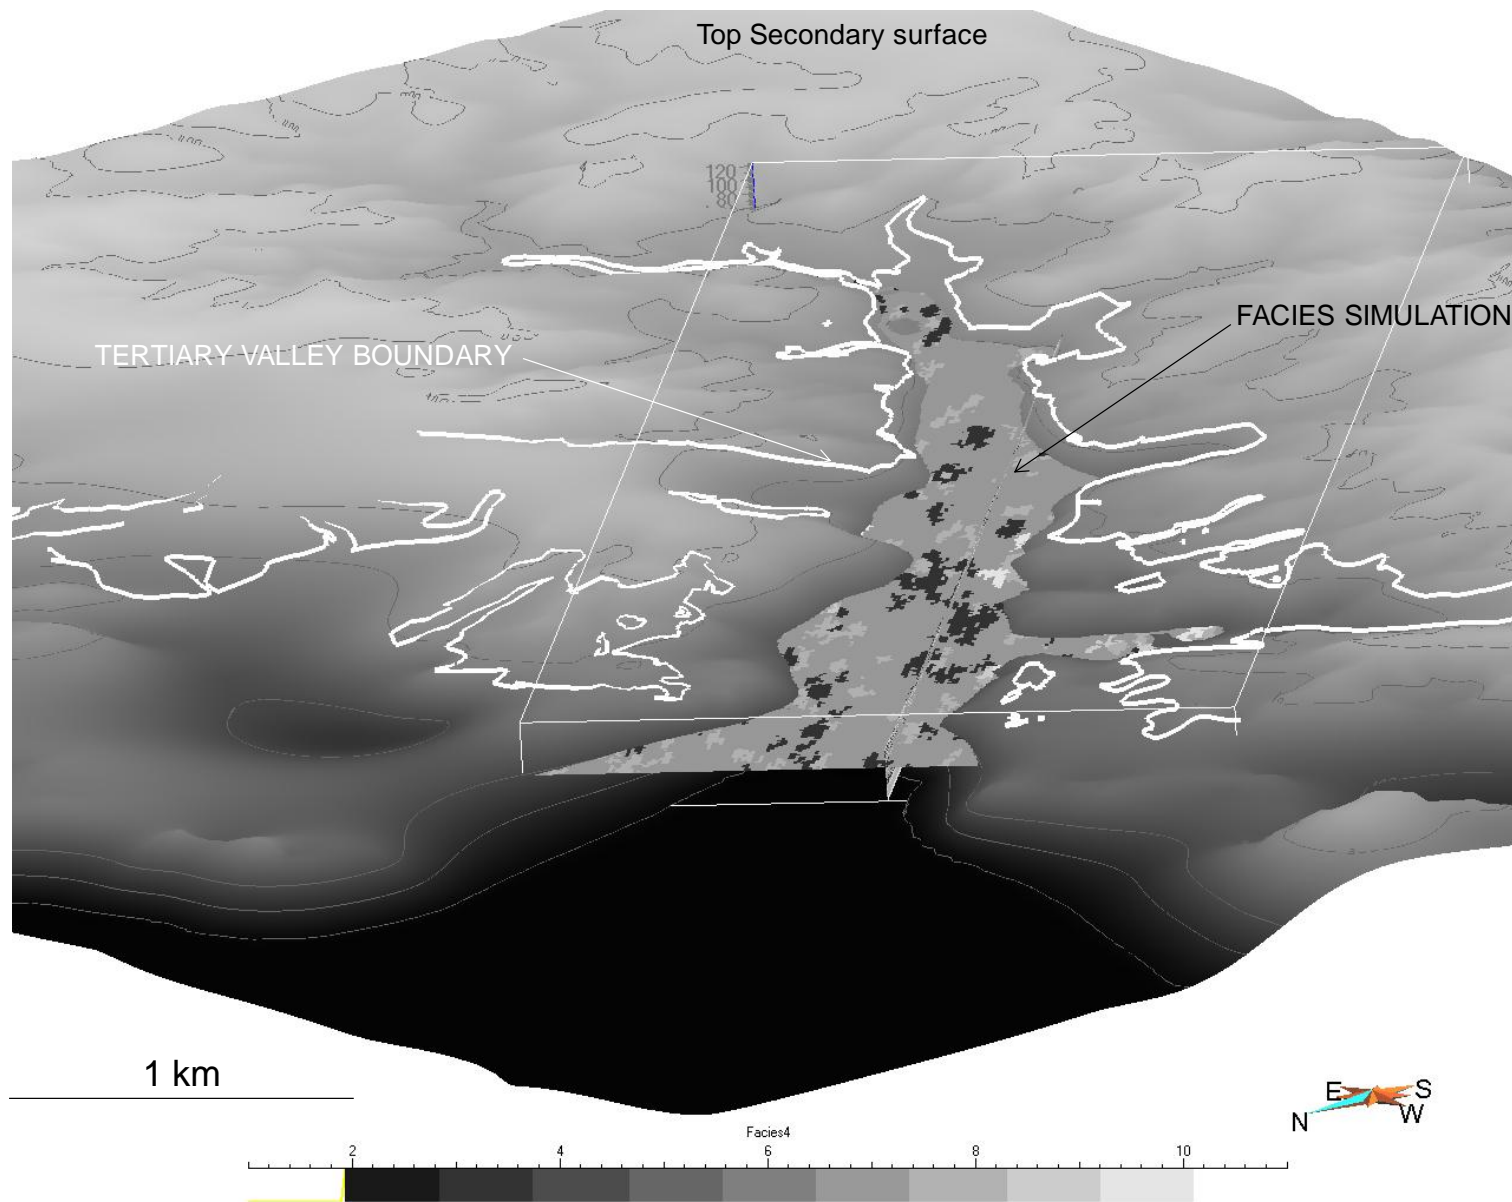 Top Secondary surface
120
100
80
FACIES SIMULATION
TERTIARY VALLEY BOUNDARY
1 km
E S
N W
Facies4
2 4 6 8 10